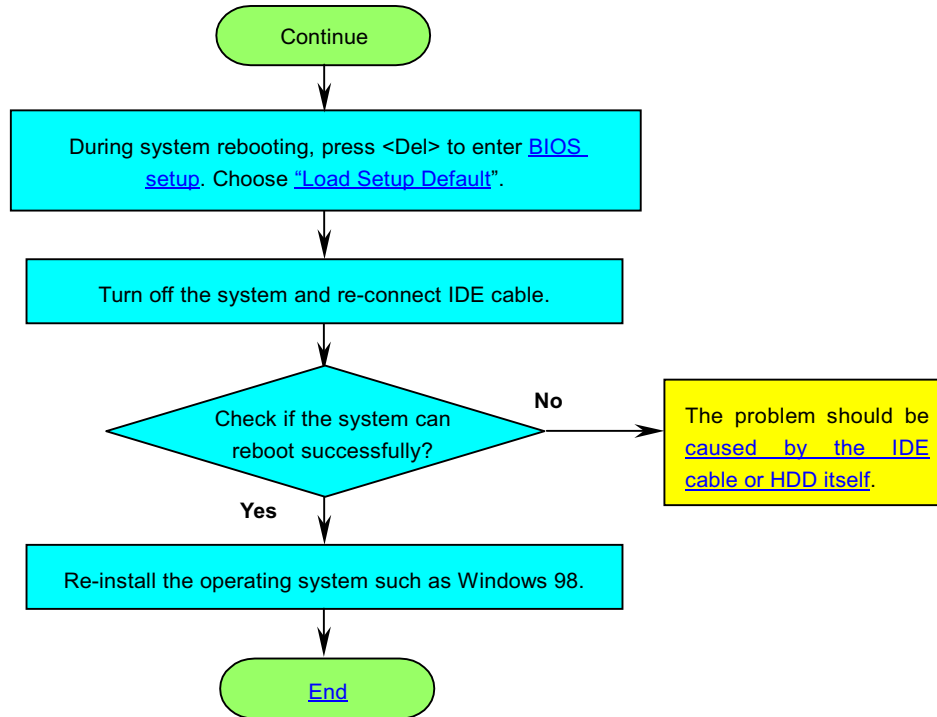 Continue
During system rebooting, press <Del> to enter BIOS
setup. Choose “Load Setup Default”.
Turn off the system and re-connect IDE cable.
Check if the system can
reboot successfully?
No
The problem should be
caused by the IDE
cable or HDD itself.
Yes
Re-install the operating system such as Windows 98.
End